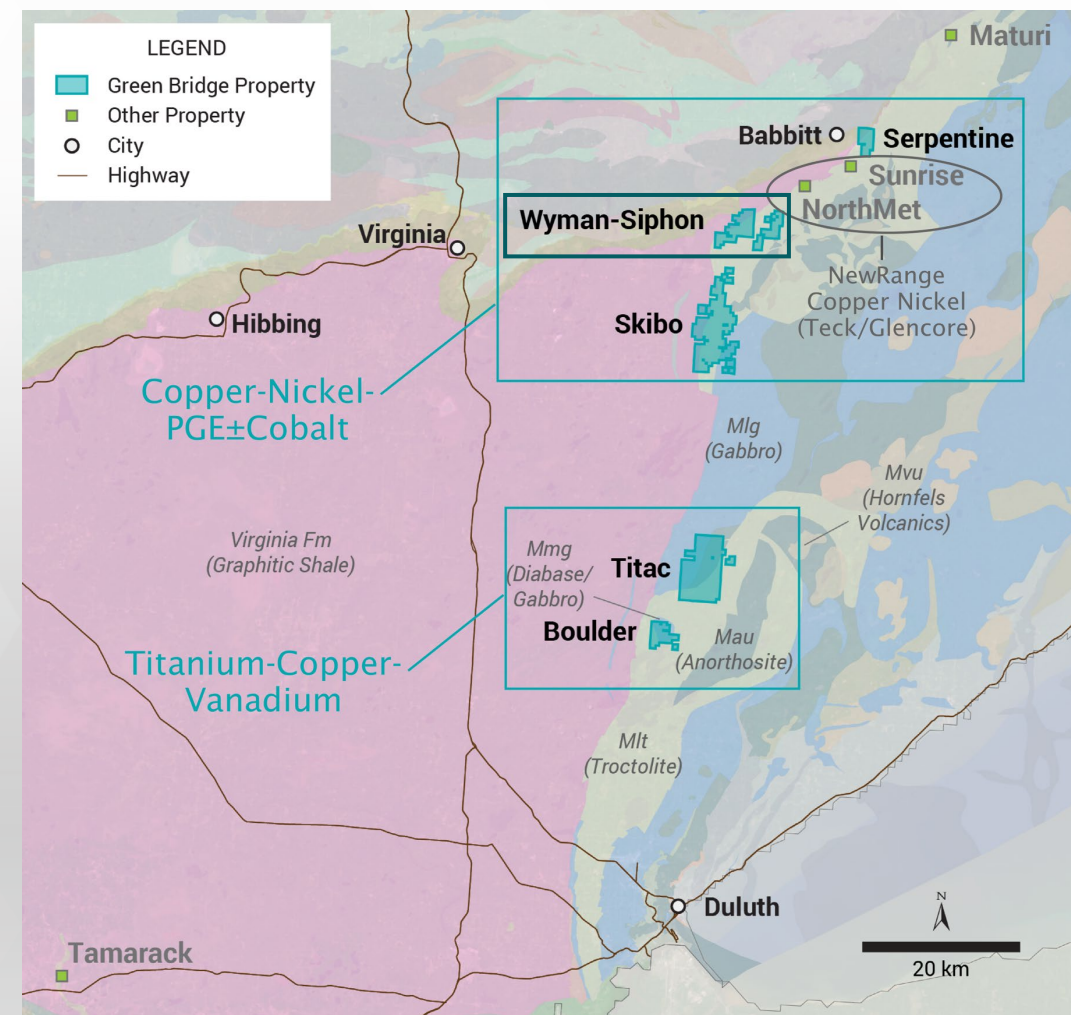 LEGEND
Green Bridge Property
Other Property
City
Highway
Maturi
Babbitt
Serpentine
Sunrise
NorthMet
Wyman-Siphon
Virginia
NewRange
Copper Nickel
(Teck/Glencore)
Hibbing
Skibo
Copper-Nickel-
PGE±Cobalt
Mlg
(Gabbro)
Mvu
(Hornfels
Volcanics)
Virginia Fm
(Graphitic Shale)
Mmg
(Diabase/
Gabbro)
Titac
Boulder
Mau
(Anorthosite)
Titanium-Copper-
Vanadium
Mlt
(Troctolite)
Duluth
N
20 km
Tamarack